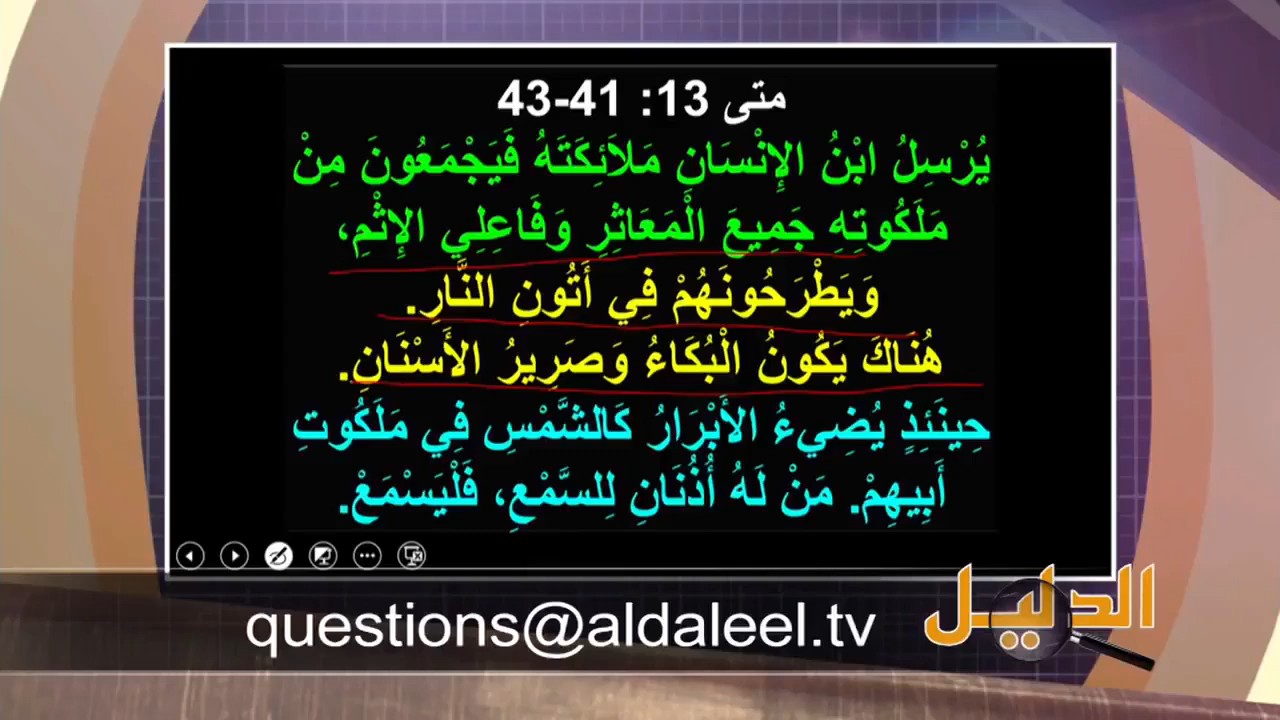 متى 13: 41-43
يُرْسِلُ ابْنُ الإِنْسَانِ مَلاَئِكَتَهُ فَيَجْمَعُونَ مِنْ
مَلَكُوتِهِ جَمِيعَ الْمَعَاثِرِ وَفَاعِلِي الإِثْمِ،
وَيَطْرَحُونَهُمْ فِي أَتُونِ النَّارِ.
هُنَاكَ يَكُونُ الْبُكَاءُ وَصَرِيرُ الأَسْنَانِ.
حِينَئِذٍ يُضِيءُ الأَبْرَارُ كَالشَّمْسِ فِي مَلَكُوتِ
أَبِيهِمْ. مَنْ لَهُ أُذُنَانِ لِلسَّمْعِ، فَلْيَسْمَعْ.
questions@aldaleel.tv
الدليل